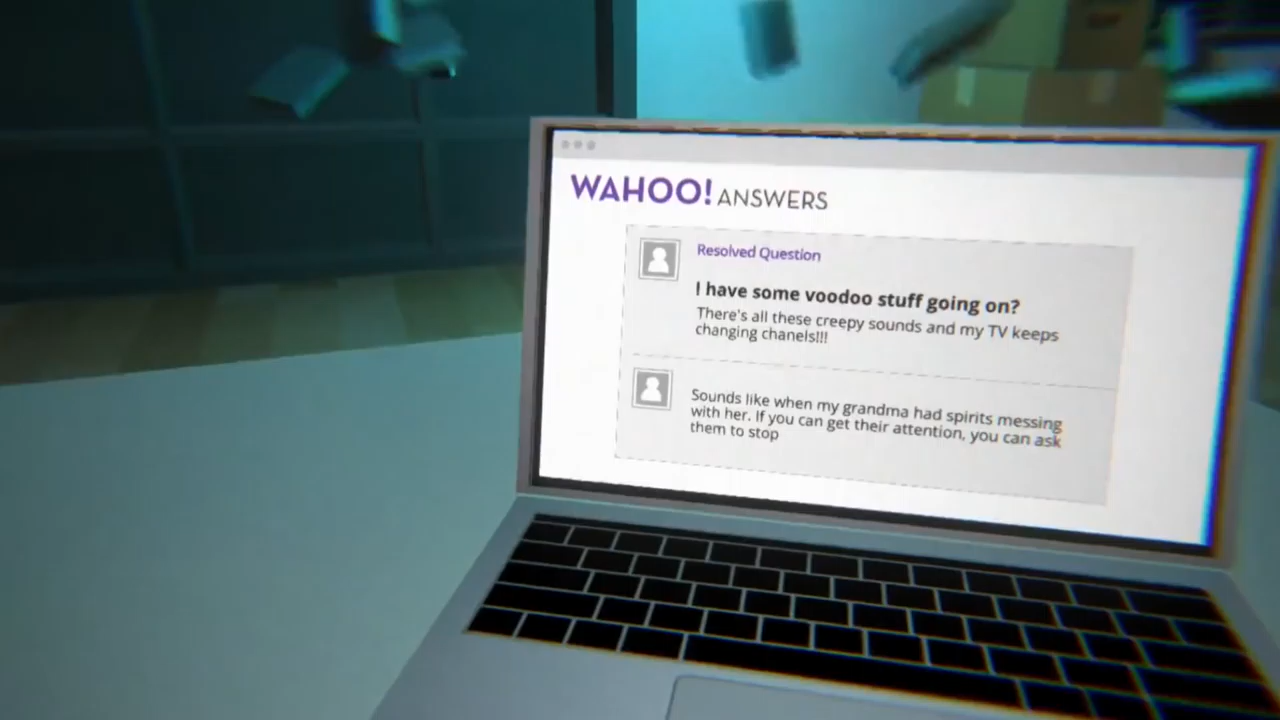 WAHOO! ANSWERS
Resolved Question
I have some voodoo stuff going on?
There's all these creepy sounds and my TV keeps
changing chanels!!!
Sounds like when my grandma had spirits messing
with her. If you can get their attention, you can ask
them to stop